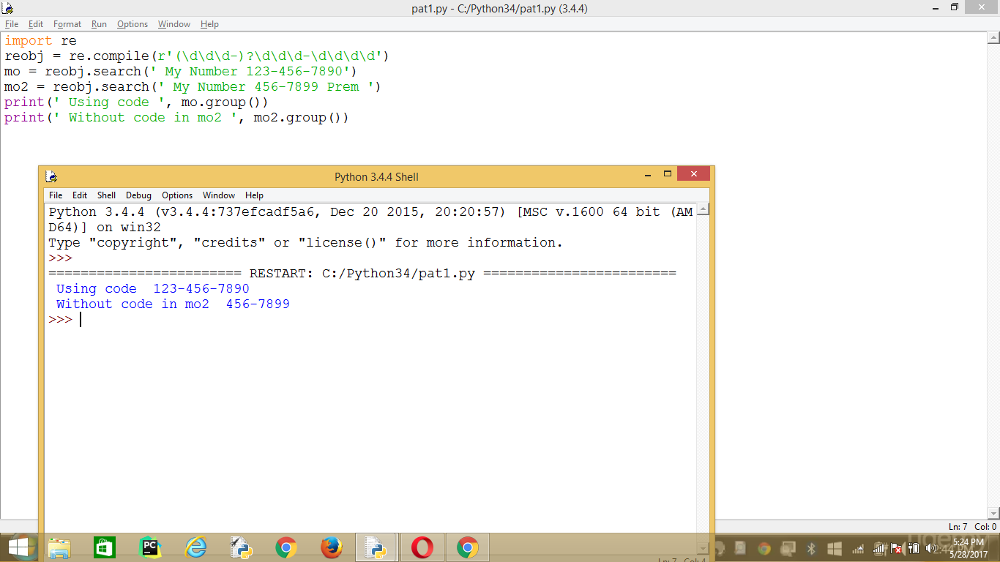 pat1.py - C:/Python34/pat1.py (3.4.4)
File Edit Format Run Options Window Help
import re
reobj = re.compile(r'(\d\d\d-)?\d\d\d-\d\d\d\d')
mo = reobj.search(' My Number 123-456-7890')
mo2 = reobj.search(' My Number 456-7899 Prem ')
print(' Using code ', mo.group())
print(' Without code in mo2 ', mo2.group())
Python 3.4.4 Shell
File Edit Shell Debug Options Window Help
Python 3.4.4 (v3.4.4:737efcadf5a6, Dec 20 2015, 20:20:57) [MSC v.1600 64 bit (AM
D64)] on win32
Type "copyright", "credits" or "license()" for more information.
>>>
======================== RESTART: C:/Python34/pat1.py ========================
 Using code  123-456-7890
 Without code in mo2  456-7899
>>>
Ln: 7 Col: 0
PC
5:24 PM
5/28/2017
Ln: 7 Col: 4